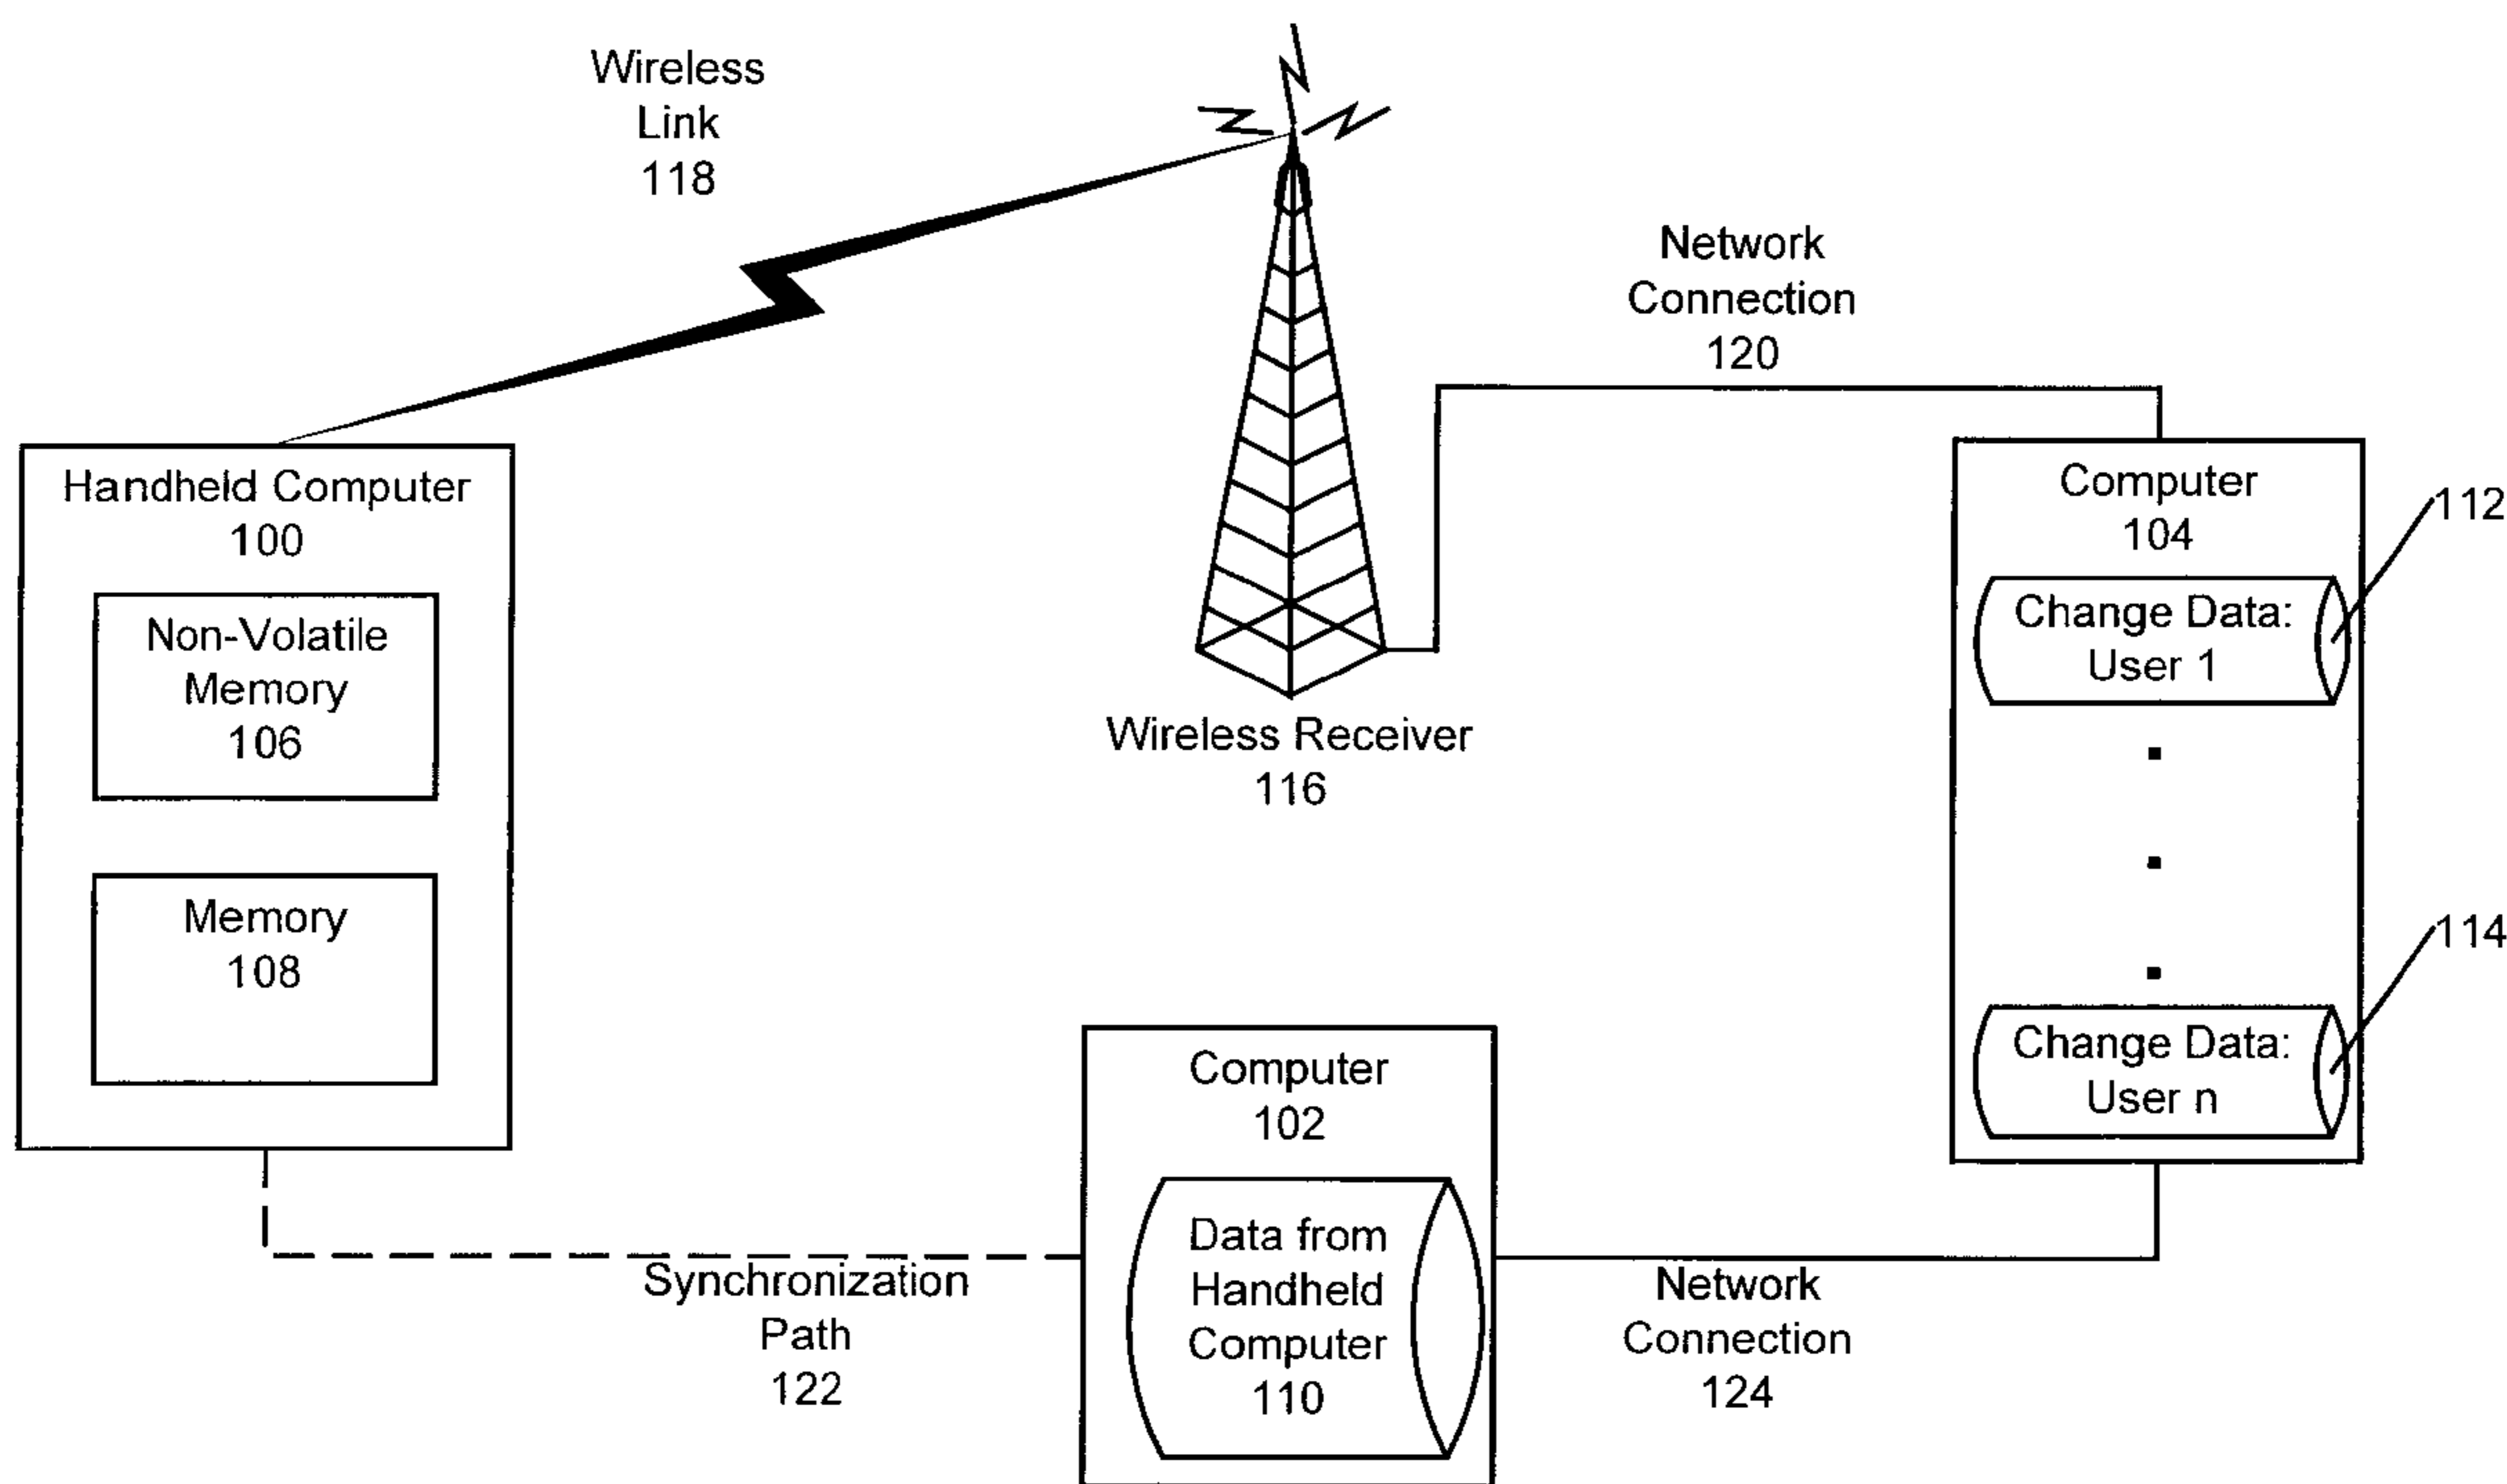 Wireless
Link
118
Network
Connection
120
Handheld Computer
100
Non-Volatile
Memory
106
Memory
108
Wireless Receiver
116
Computer
104
112
Change Data:
User 1
114
Change Data:
User n
Computer
102
Data from
Handheld
Computer
110
Synchronization
Path
122
Network
Connection
124